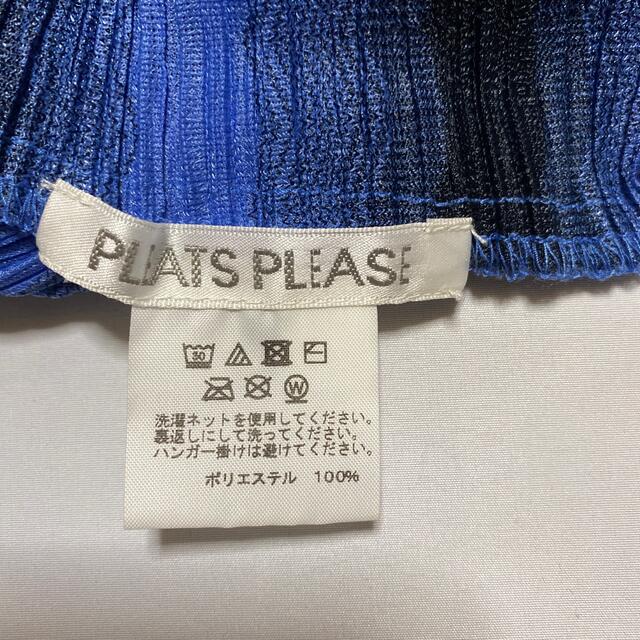 PLEATS PLEASE
30
W
洗濯ネットを使用してください。
裏返しにして洗ってください。
ハンガー掛けは避けてください。
ポリエステル 100%